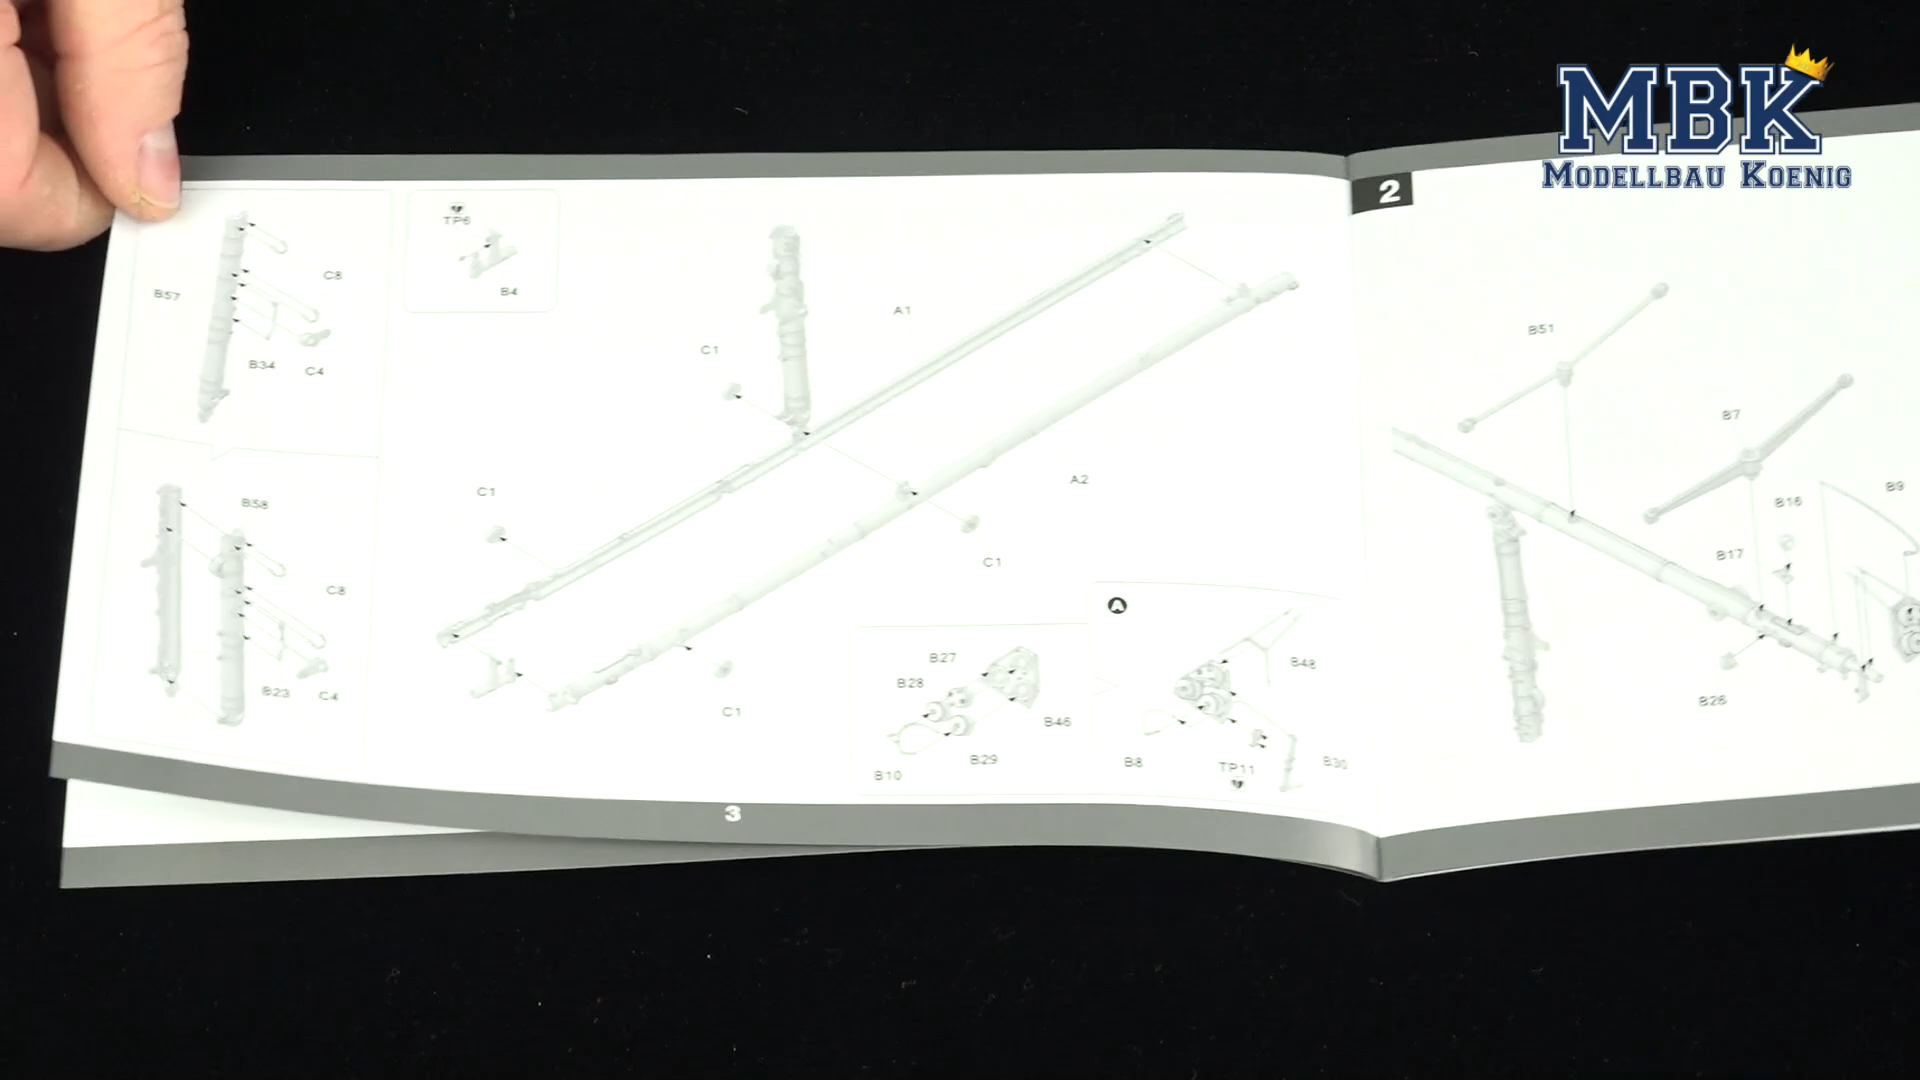 MBK
MODELLBAU KOENIG
B57
C8
B34
C4
B58
C8
B23
C4
TP6
B4
C1
A1
C1
A2
C1
C1
A
B27
B28
B46
B29
B10
B48
B8
TP11
B30
3
2
B51
B7
B16
B9
B17
B26